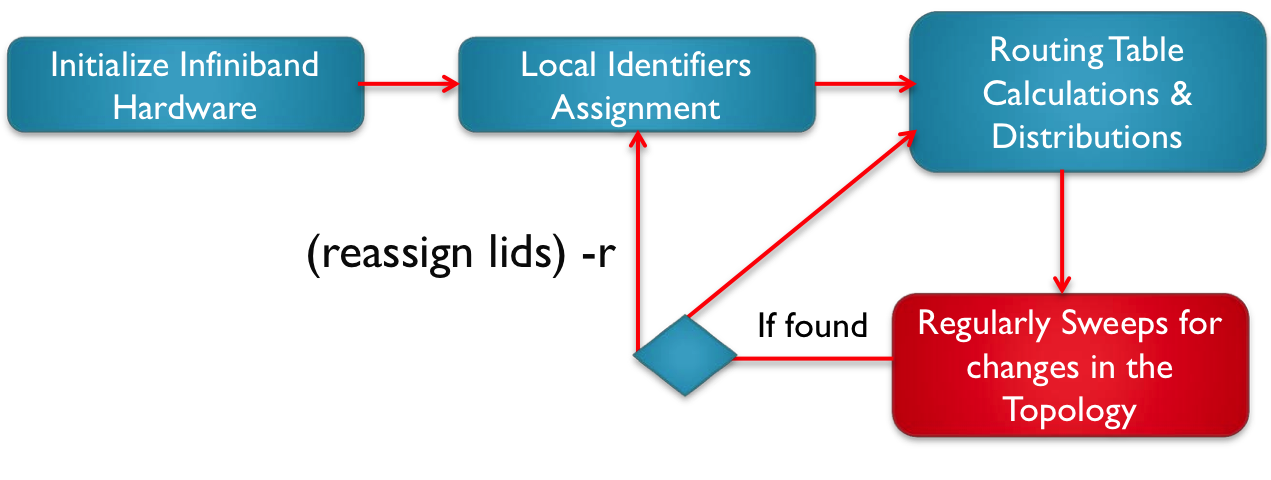 Initialize Infiniband
Hardware
Local Identifiers
Assignment
Routing Table
Calculations &
Distributions
(reassign lids) -r
If found
Regularly Sweeps for
changes in the
Topology